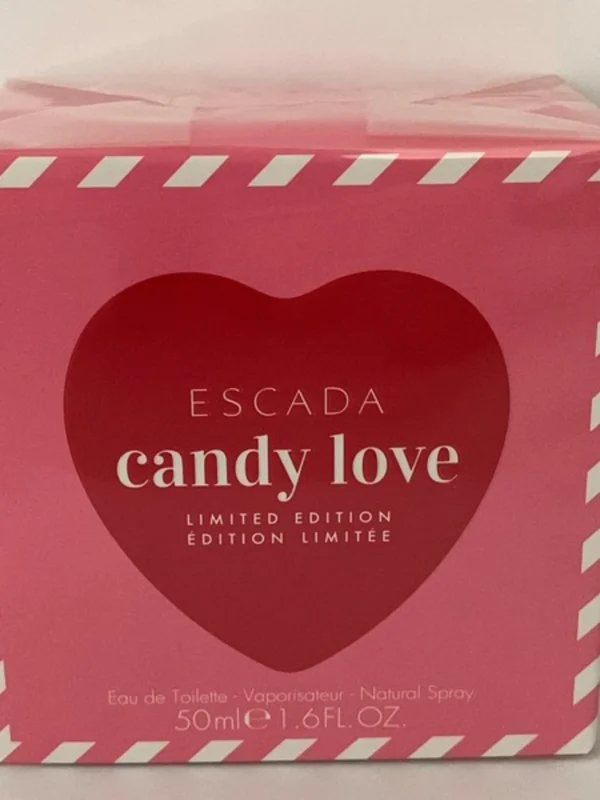 ESCADA
candy love
LIMITED EDITION
ÉDITION LIMITÉE
Eau de Toilette - Vaporisateur - Natural Spray
50ml℮1.6FL.OZ.